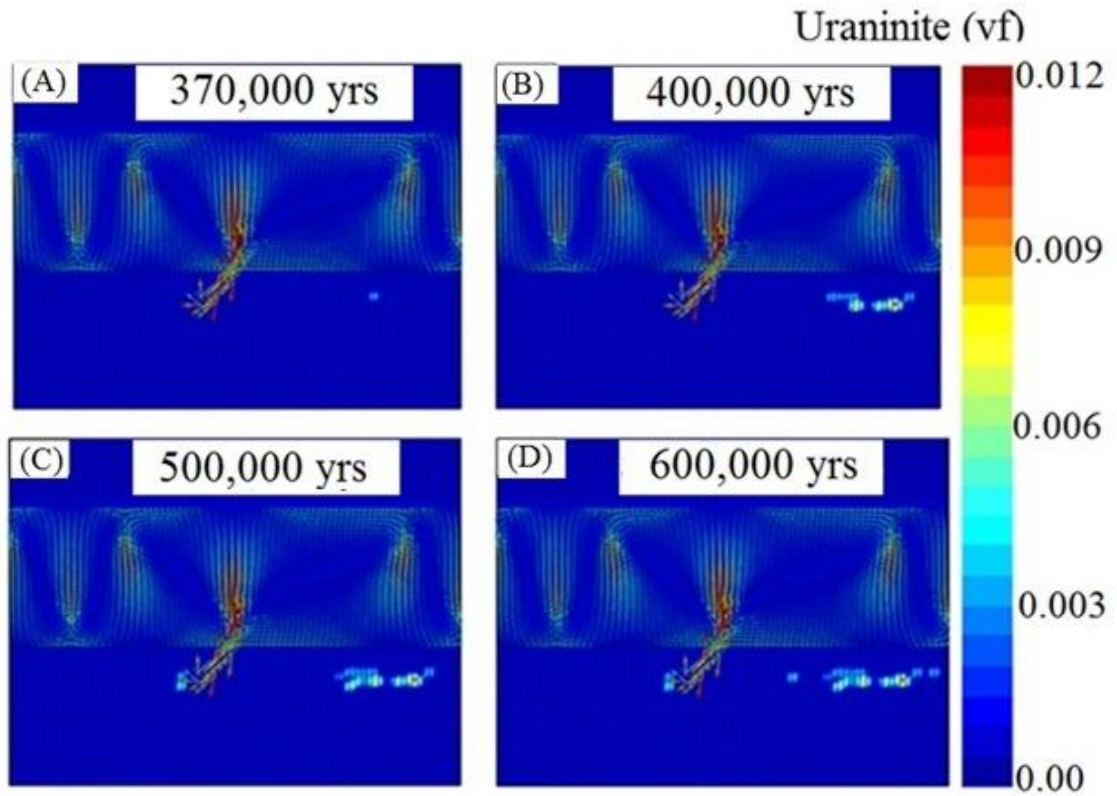 Uraninite (vf)
(A)
370,000 yrs
(B)
400,000 yrs
0.012
0.009
0.006
(C)
500,000 yrs
(D)
600,000 yrs
0.003
0.00